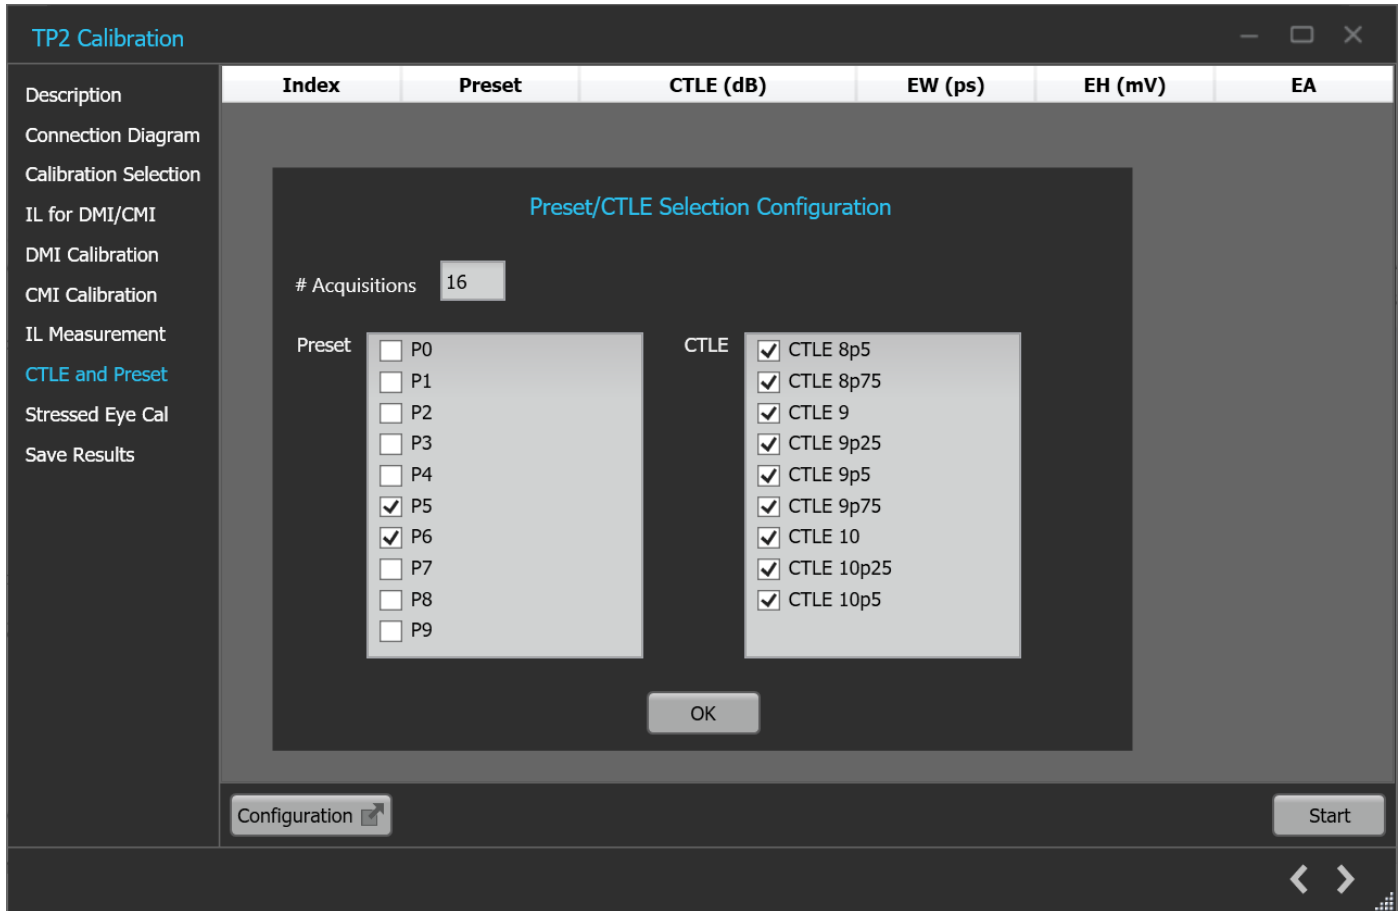 TP2 Calibration
Description
Connection Diagram
Calibration Selection
IL for DMI/CMI
DMI Calibration
CMI Calibration
IL Measurement
CTLE and Preset
Stressed Eye Cal
Save Results
Index Preset CTLE (dB) EW (ps) EH (mV) EA
Preset/CTLE Selection Configuration
# Acquisitions 16
Preset
P0
P1
P2
P3
P4
P5
P6
P7
P8
P9
CTLE
CTLE 8p5
CTLE 8p75
CTLE 9
CTLE 9p25
CTLE 9p5
CTLE 9p75
CTLE 10
CTLE 10p25
CTLE 10p5
OK
Configuration
Start